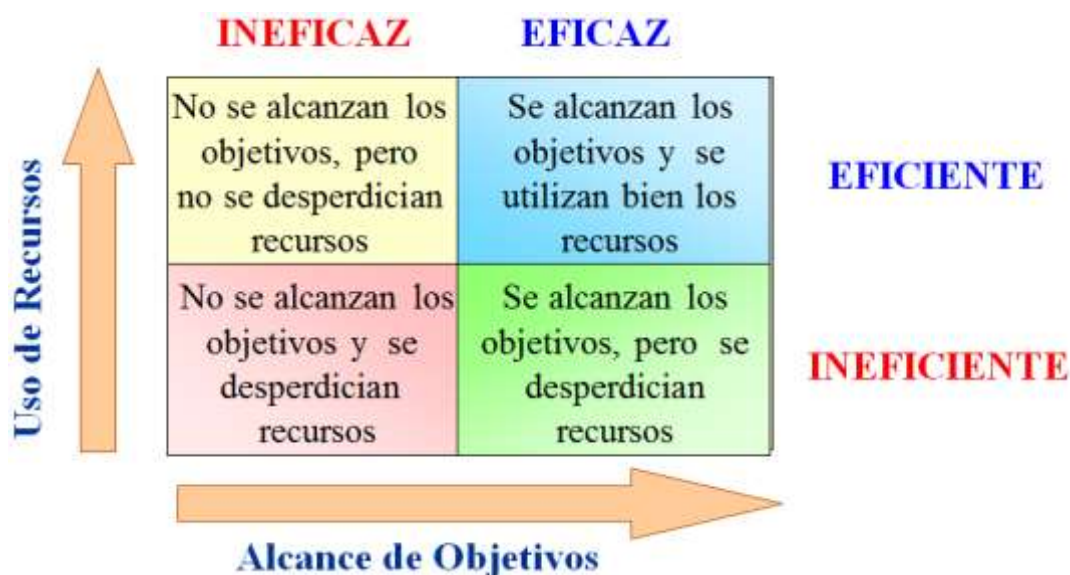 INEFICAZ EFICAZ
No se alcanzan los
objetivos, pero
no se desperdician
recursos
Se alcanzan los
objetivos y se
utilizan bien los
recursos
EFICIENTE
No se alcanzan los
objetivos y se
desperdician
recursos
Se alcanzan los
objetivos, pero se
desperdician
recursos
INEFICIENTE
Uso de Recursos
Alcance de Objetivos